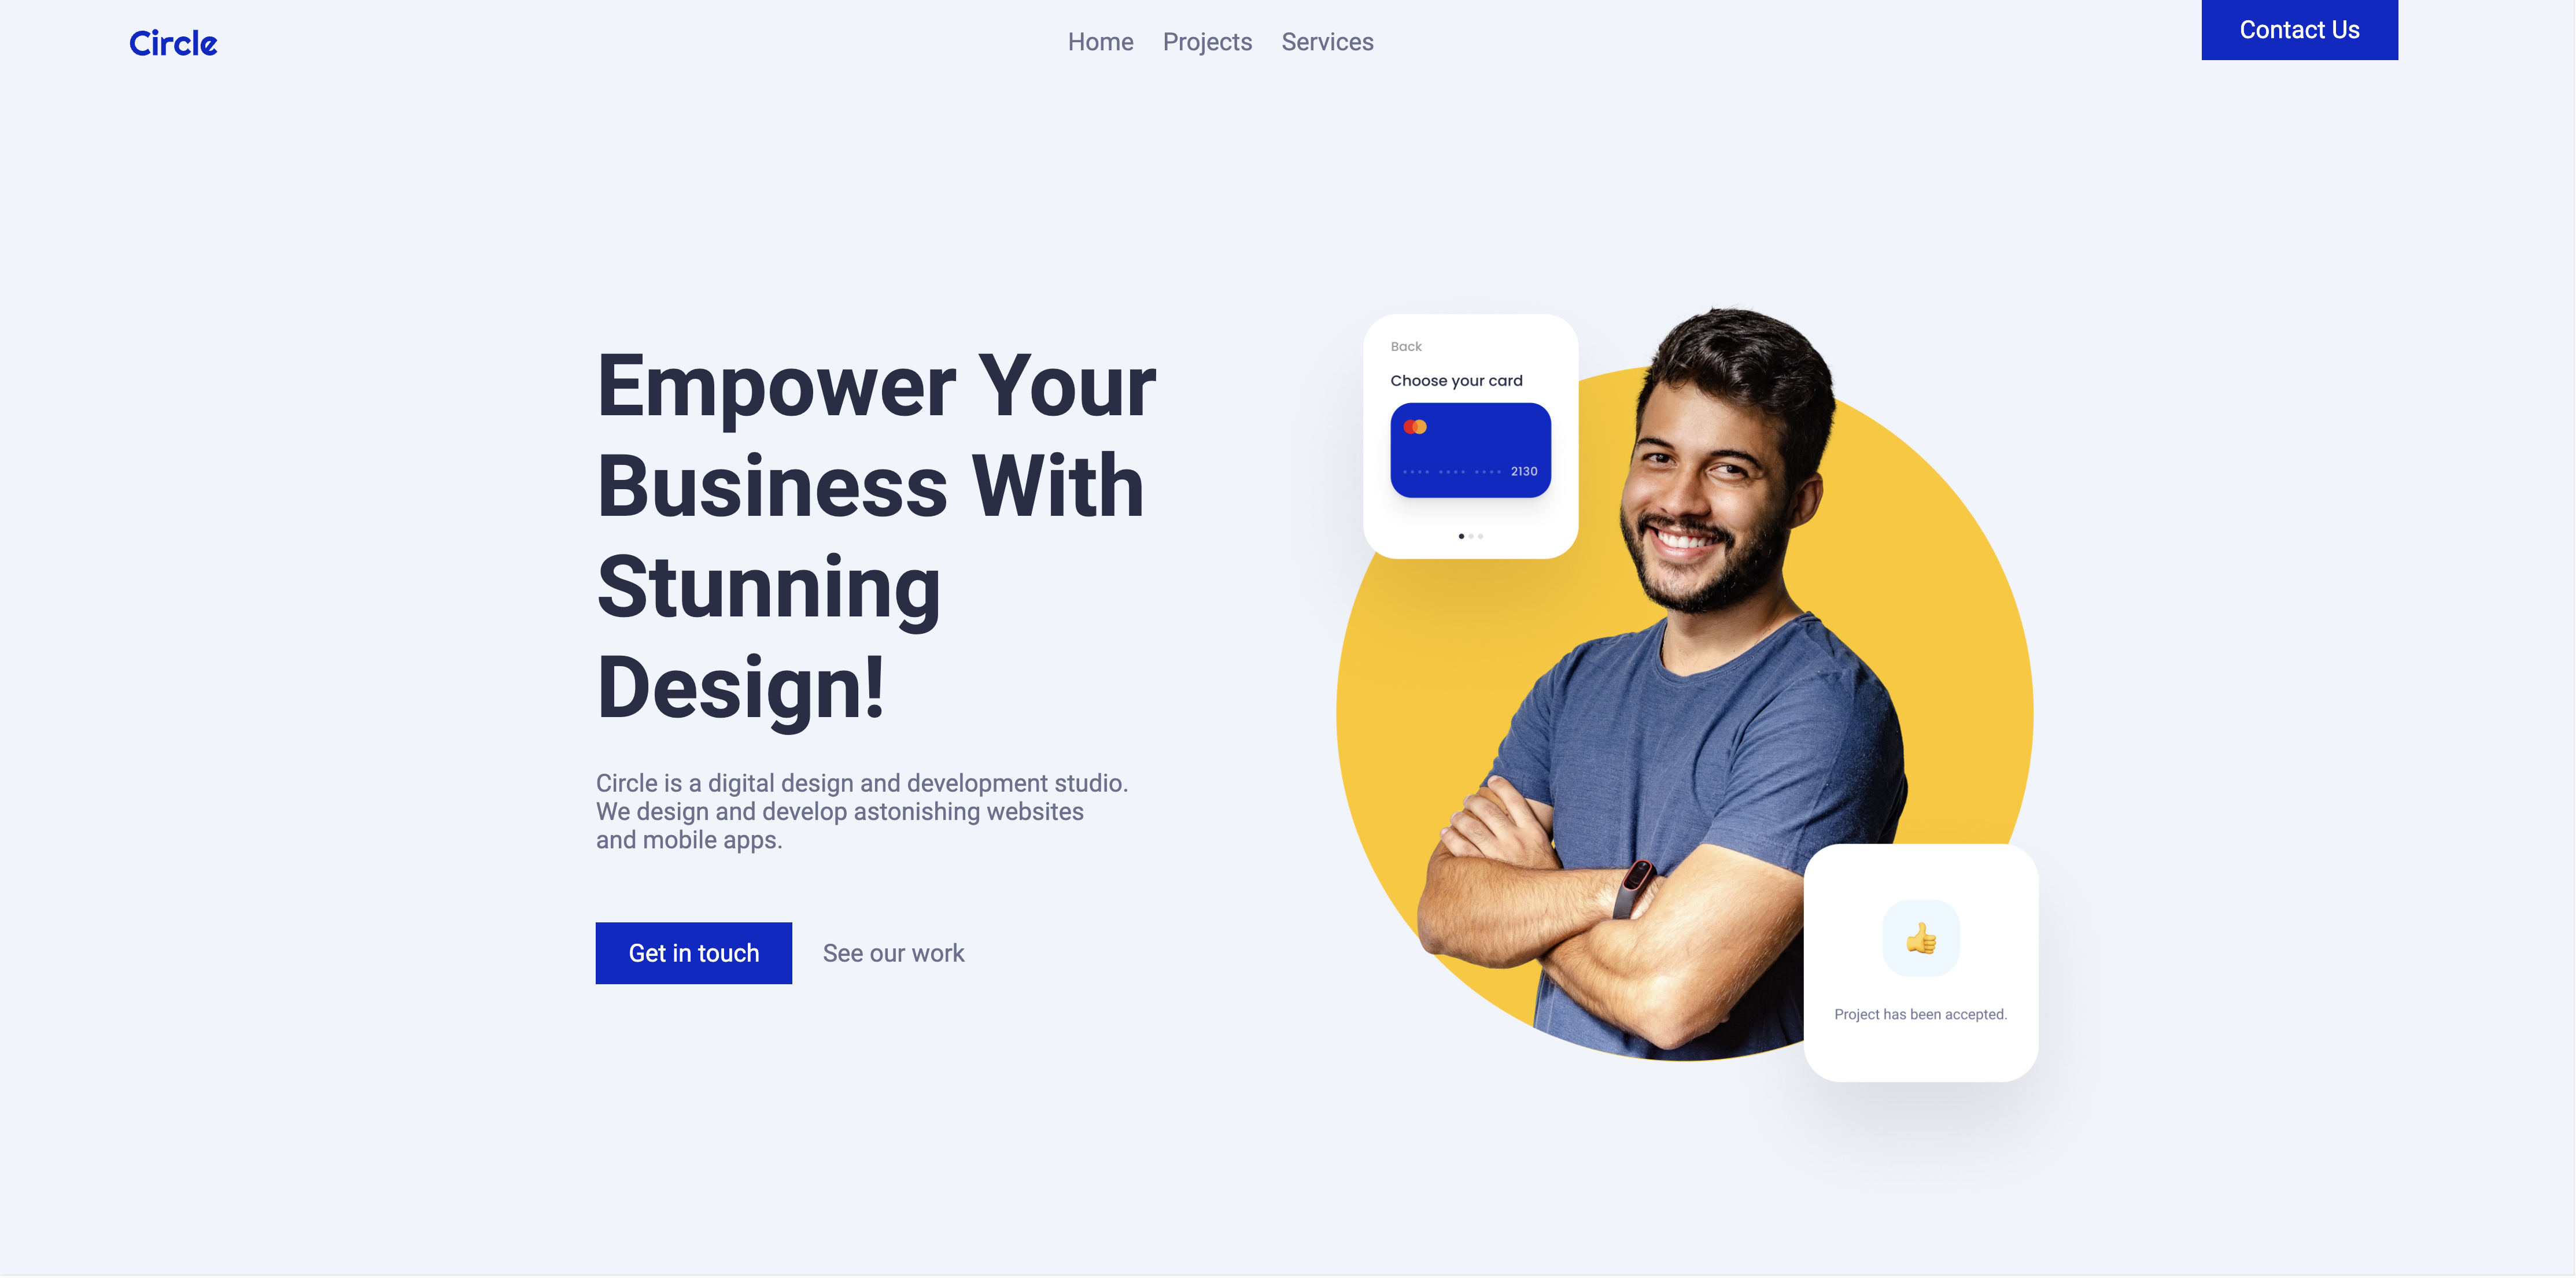 Circle
Home Projects Services
Contact Us
Empower Your
Business With
Stunning
Design!
Circle is a digital design and development studio.
We design and develop astonishing websites
and mobile apps.
Get in touch
See our work
Back
Choose your card
2130
Project has been accepted.